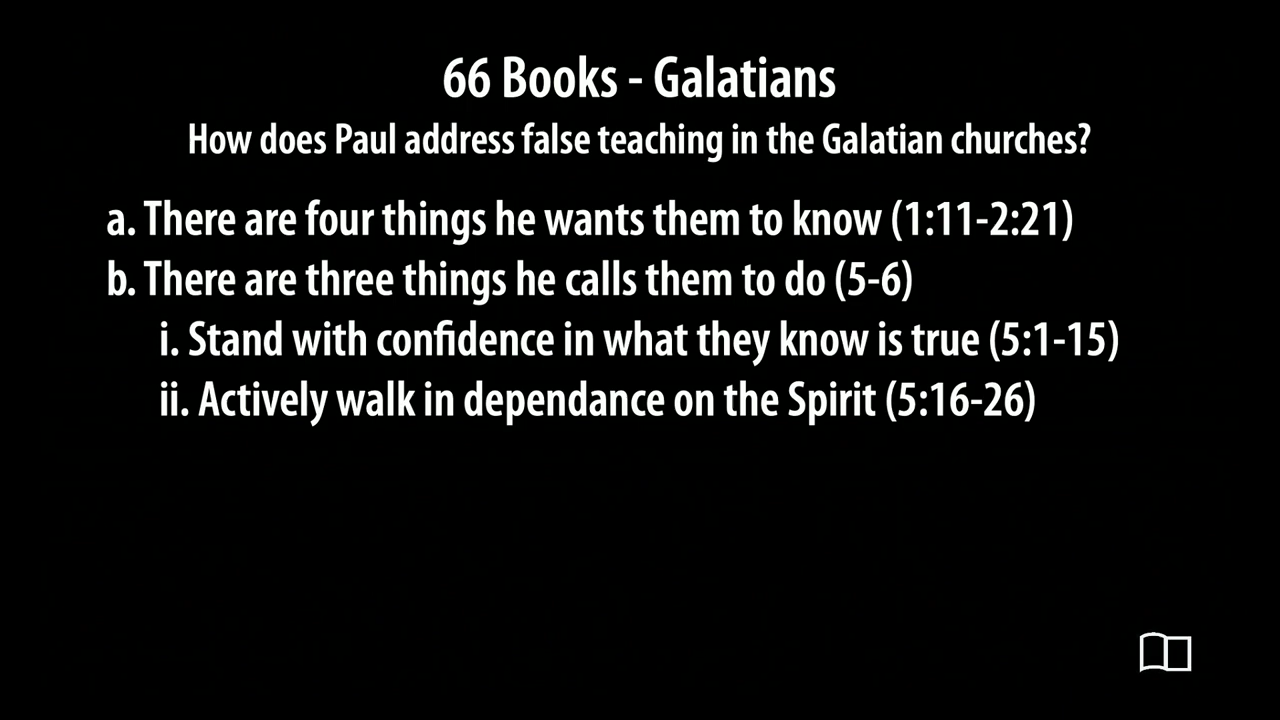 66 Books - Galatians
How does Paul address false teaching in the Galatian churches?
a. There are four things he wants them to know (1:11-2:21)
b. There are three things he calls them to do (5-6)
i. Stand with confidence in what they know is true (5:1-15)
ii. Actively walk in dependance on the Spirit (5:16-26)